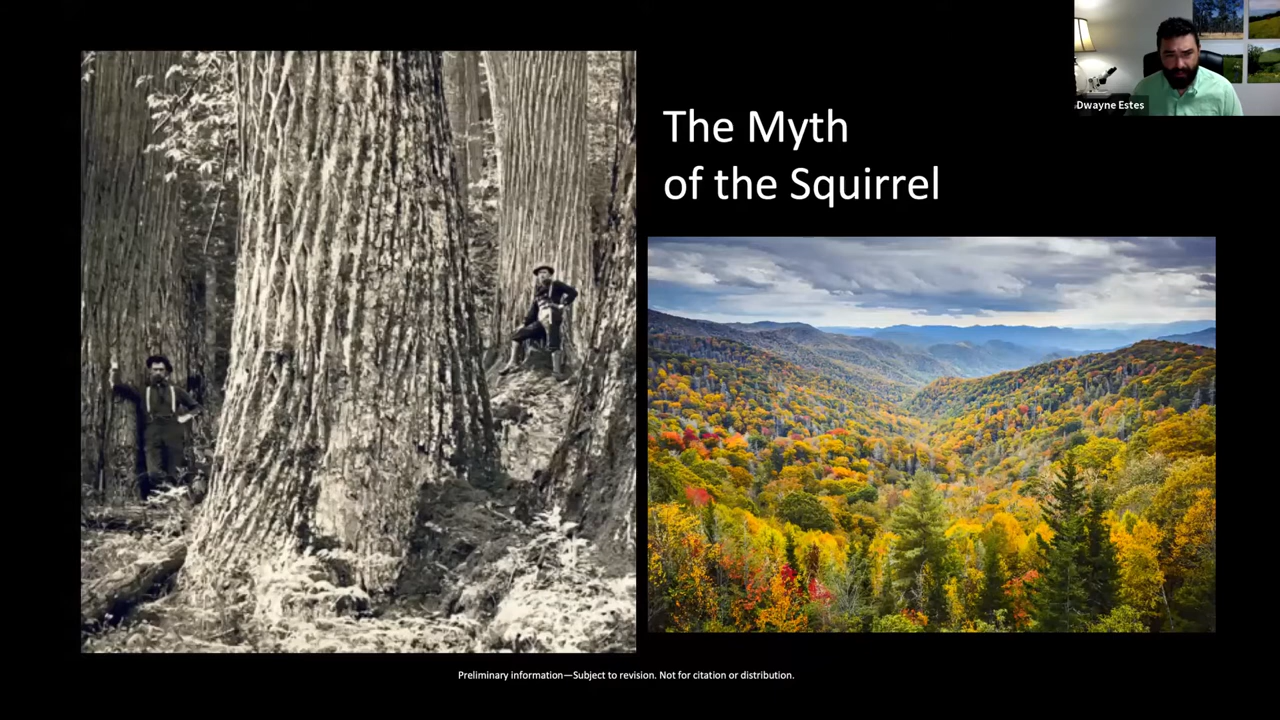 Dwayne Estes
The Myth
of the Squirrel
Preliminary information—Subject to revision. Not for citation or distribution.